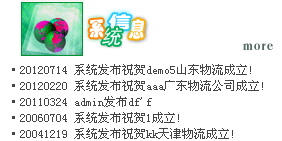 系统信息
more
20120714 系统发布祝贺demo5山东物流成立!
20120220 系统发布祝贺aaa广东物流公司成立!
20110324 admin发布df'f
20060704 系统发布祝贺1成立!
20041219 系统发布祝贺kk天津物流成立!